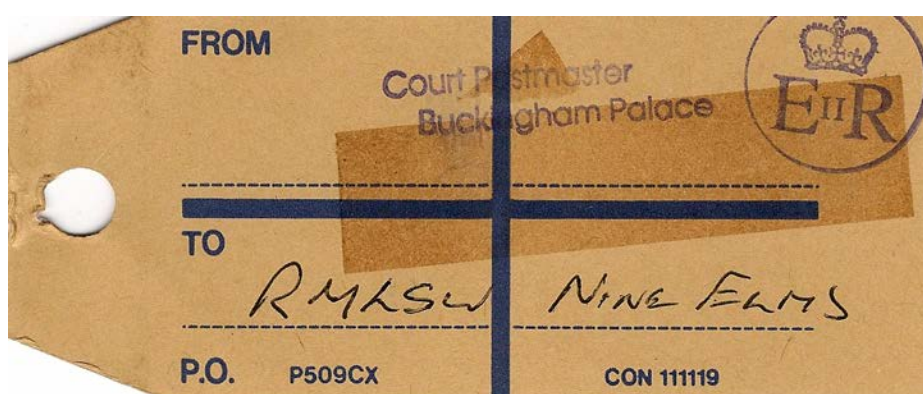 FROM
Court Postmaster
Buckingham Palace
EIIR
TO
RMLSW NINE ELMS
P.O. P509CX CON 111119